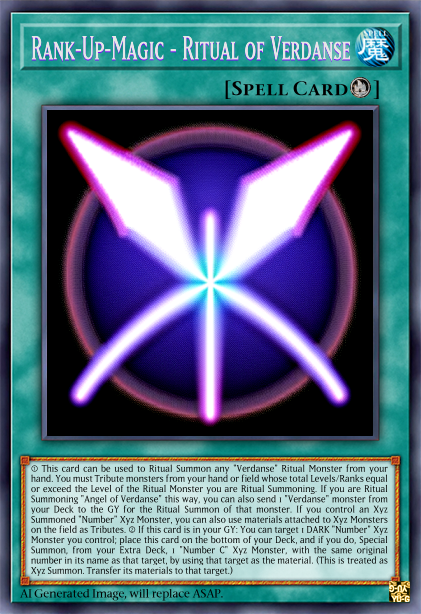 Rank-Up-Magic - Ritual of Verdanse
SPELL
魔
[Spell Card]
① This card can be used to Ritual Summon any "Verdanse" Ritual Monster from your
hand. You must Tribute monsters from your hand or field whose total Levels/Ranks equal
or exceed the Level of the Ritual Monster you are Ritual Summoning. If you are Ritual
Summoning "Angel of Verdanse" this way, you can also send 1 "Verdanse" monster from
your Deck to the GY for the Ritual Summon of that monster. If you control an Xyz
Summoned "Number" Xyz Monster, you can also use materials attached to Xyz Monsters
on the field as Tributes. ② If this card is in your GY: You can target 1 DARK "Number" Xyz
Monster you control; place this card on the bottom of your Deck, and if you do, Special
Summon, from your Extra Deck, 1 "Number C" Xyz Monster, with the same original
number in its name as that target, by using that target as the material. (This is treated as
Xyz Summon. Transfer its materials to that target.)
AI Generated Image, will replace ASAP.